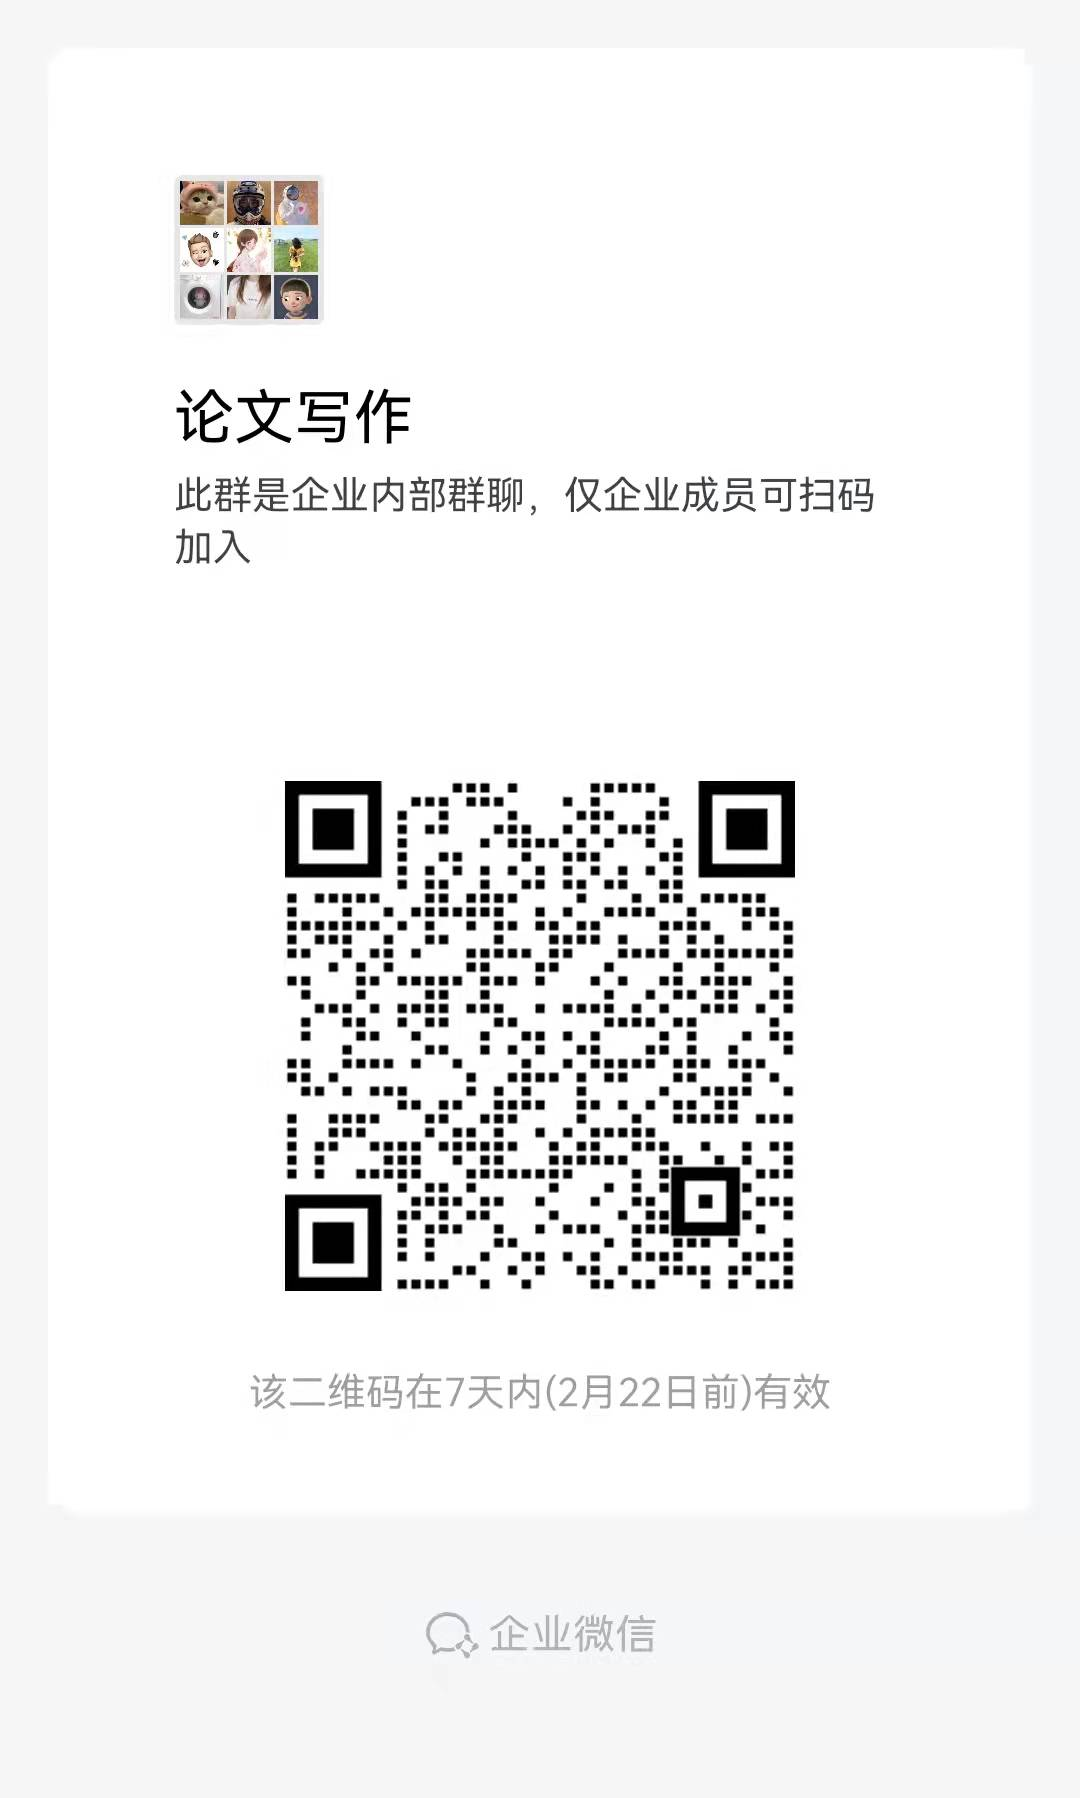 论文写作
此群是企业内部群聊，仅企业成员可扫码
加入
该二维码在7天内(2月22日前)有效
企业微信